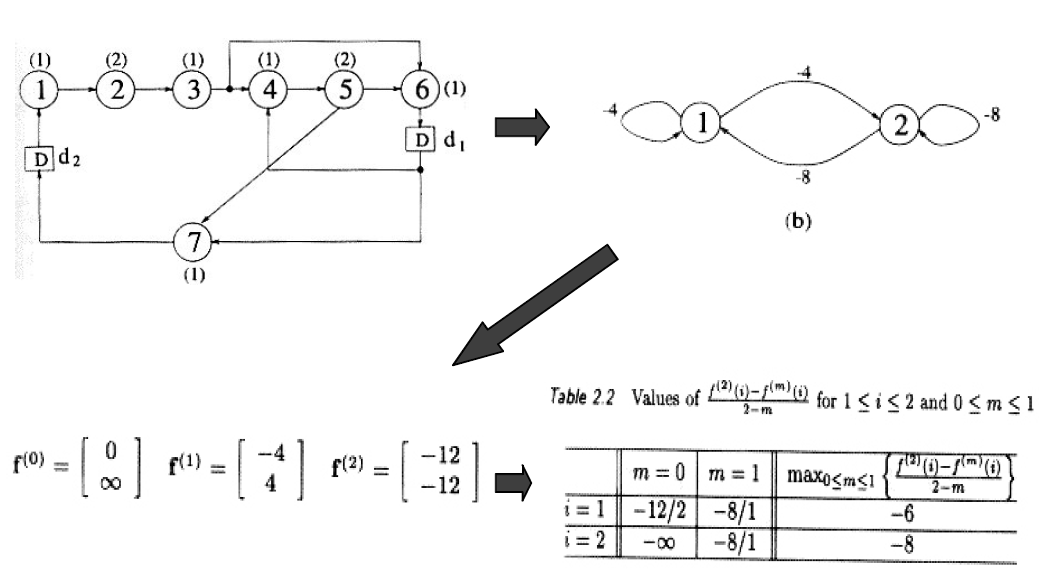 (1) (2) (1) (1) (2)
1 2 3 4 5 6 (1)
D d₁
D d₂
7
(1)
-4
-4 1 2 -8
-8
(b)
f⁽⁰⁾ = [ 0 ∞ ] f⁽¹⁾ = [ −4 4 ] f⁽²⁾ = [ −12 −12 ]
Table 2.2 Values of (f⁽²⁾(i)−f⁽ᵐ⁾(i))/(2−m) for 1 ≤ i ≤ 2 and 0 ≤ m ≤ 1
m = 0 m = 1 max₀≤ₘ≤₁ {(f⁽²⁾(i)−f⁽ᵐ⁾(i))/(2−m)}
i = 1 −12/2 −8/1 −6
i = 2 −∞ −8/1 −8